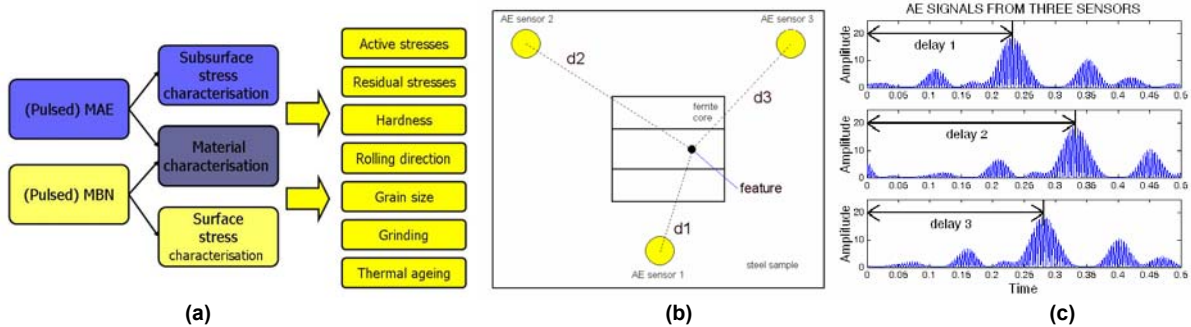 (Pulsed) MAE
(Pulsed) MBN
Subsurface
stress
characterisation
Material
characterisation
Surface
stress
characterisation
Active stresses
Residual stresses
Hardness
Rolling direction
Grain size
Grinding
Thermal ageing
(a)
AE sensor 2
AE sensor 3
d2
d3
ferrite
core
feature
d1
AE sensor 1
steel sample
(b)
AE SIGNALS FROM THREE SENSORS
Amplitude
20
10
0
delay 1
0 0.05 0.1 0.15 0.2 0.25 0.3 0.35 0.4 0.45 0.5
Amplitude
20
10
0
delay 2
0 0.05 0.1 0.15 0.2 0.25 0.3 0.35 0.4 0.45 0.5
Amplitude
20
10
0
delay 3
0 0.05 0.1 0.15 0.2 0.25 0.3 0.35 0.4 0.45 0.5
Time
(c)